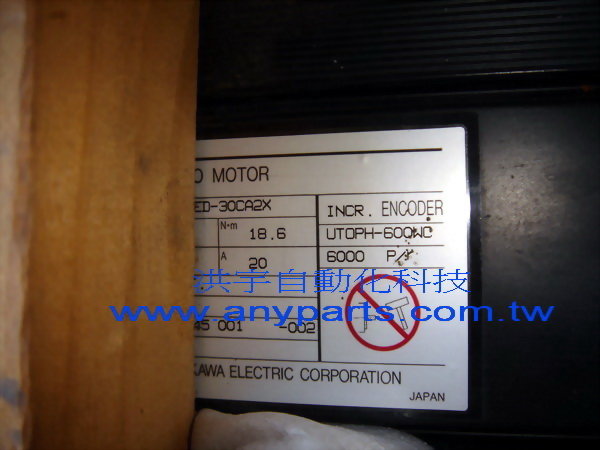 O MOTOR
ED-30CA2X
INCR. ENCODER
N-m 18.6
UTOPH-600WC
A 20
6000 P/
洪宇自動化科技
www.anyparts.com.tw
45 001 -002
KAWA ELECTRIC CORPORATION
JAPAN